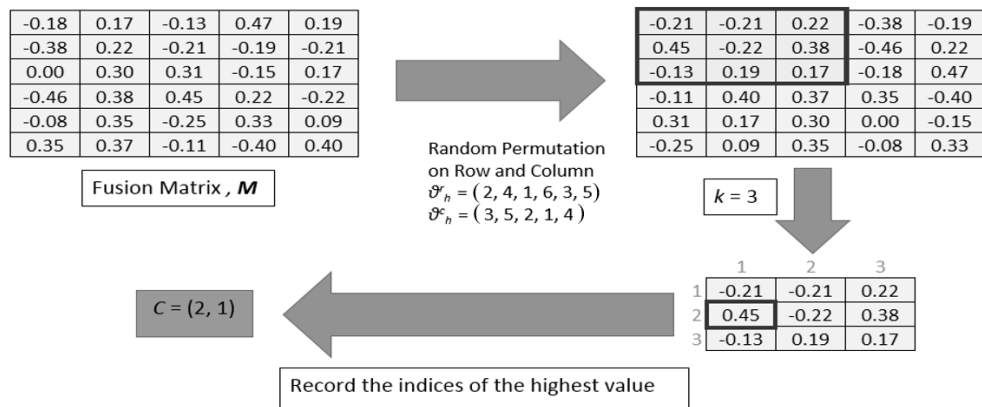 -0.18 0.17 -0.13 0.47 0.19
-0.38 0.22 -0.21 -0.19 -0.21
0.00 0.30 0.31 -0.15 0.17
-0.46 0.38 0.45 0.22 -0.22
-0.08 0.35 -0.25 0.33 0.09
0.35 0.37 -0.11 -0.40 0.40
Fusion Matrix , M
Random Permutation
on Row and Column
ϑʳₕ = ( 2, 4, 1, 6, 3, 5)
ϑᶜₕ = ( 3, 5, 2, 1, 4 )
-0.21 -0.21 0.22 -0.38 -0.19
0.45 -0.22 0.38 -0.46 0.22
-0.13 0.19 0.17 -0.18 0.47
-0.11 0.40 0.37 0.35 -0.40
0.31 0.17 0.30 0.00 -0.15
-0.25 0.09 0.35 -0.08 0.33
k = 3
1 2 3
1 -0.21 -0.21 0.22
2 0.45 -0.22 0.38
3 -0.13 0.19 0.17
C = (2, 1)
Record the indices of the highest value